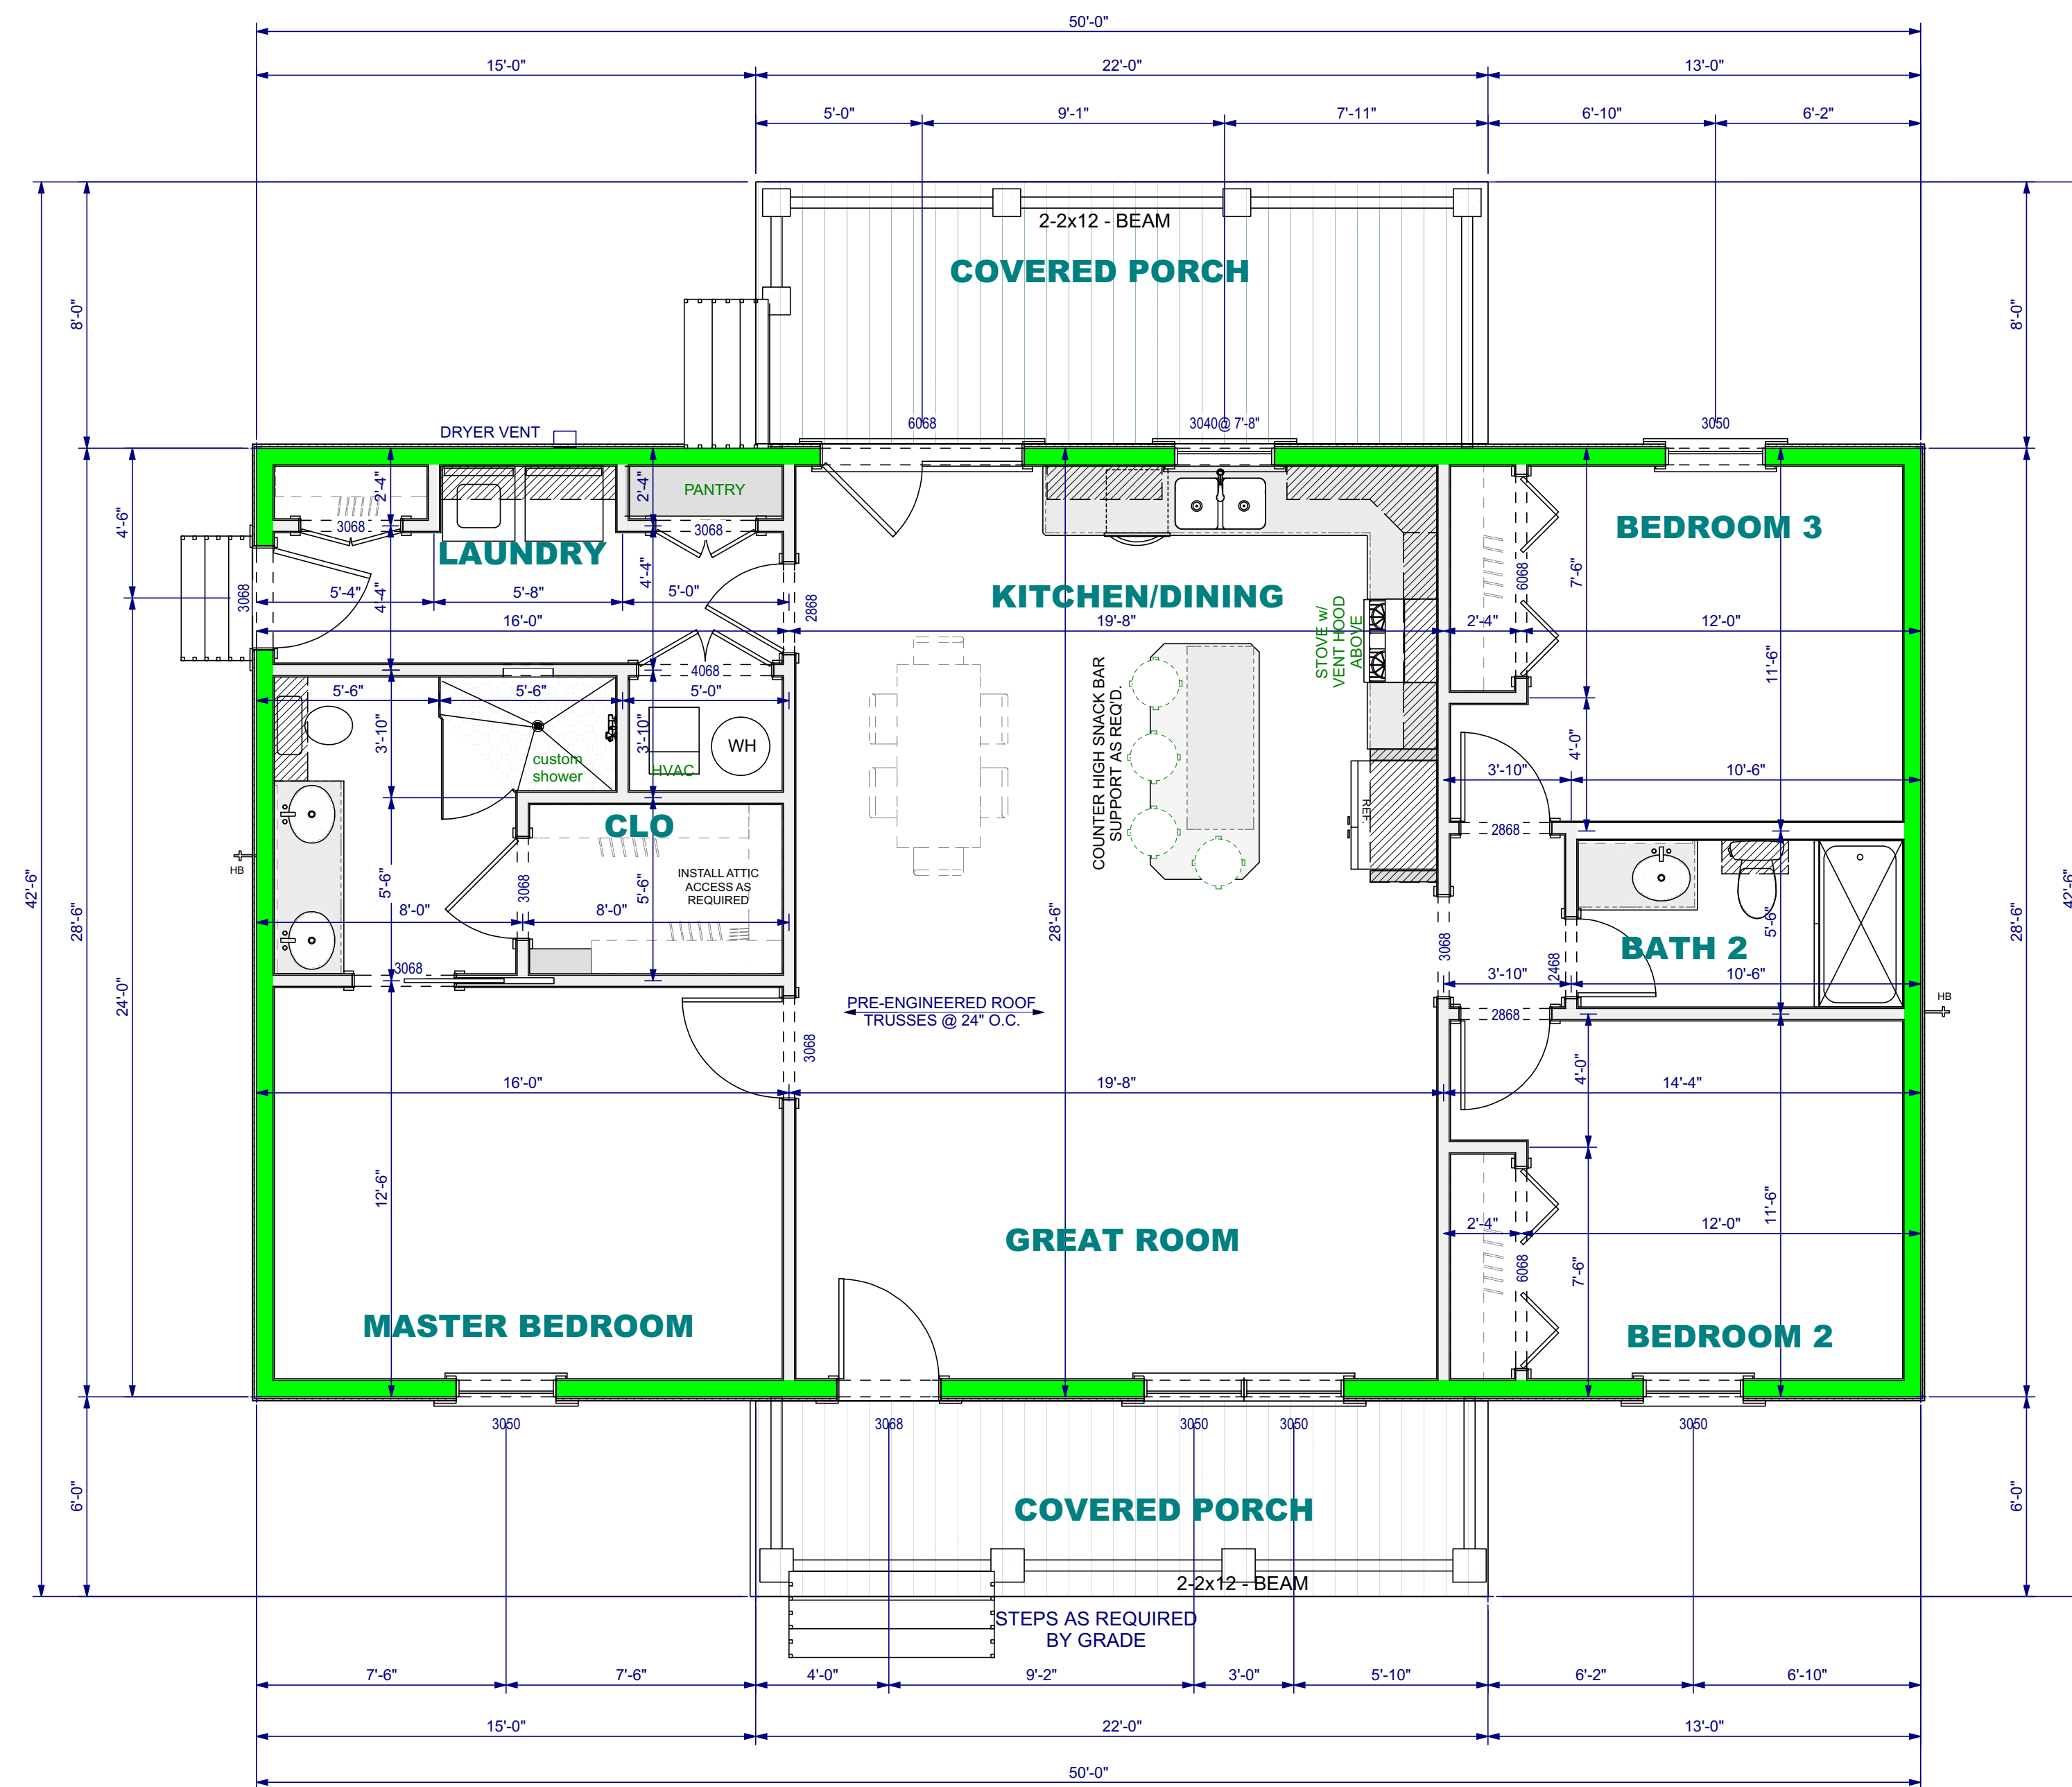 50'-0"
15'-0" 22'-0" 13'-0"
5'-0" 9'-1" 7'-11" 6'-10" 6'-2"
2-2x12 - BEAM
COVERED PORCH
8'-0" 8'-0"
DRYER VENT 6068 3040@ 7'-8" 3050
4'-6" 2'-4" 2'-4" PANTRY
3068 3068
LAUNDRY BEDROOM 3
3068 4'-4" 4'-4" 2868 6068 7'-6"
5'-4" 5'-8" 5'-0" KITCHEN/DINING
16'-0" 19'-8" 2'-4" 12'-0"
STOVE w/
VENT HOOD
ABOVE
4068 11'-6"
5'-6" 5'-6" 5'-0"
3'-10" 3'-10" WH 4'-0"
custom
shower
HVAC 3'-10" 10'-6"
COUNTER HIGH SNACK BAR
SUPPORT AS REQ'D.
REF.
CLO 2868
HB
42'-6" 28'-6" 24'-0" 5'-6" 3068 5'-6"
INSTALL ATTIC
ACCESS AS
REQUIRED
8'-0" 8'-0" 28'-6" 5'-6" 28'-6" 42'-6"
3068 3068 2468 BATH 2
3'-10" 10'-6"
HB
PRE-ENGINEERED ROOF
TRUSSES @ 24" O.C.
2868
3068 4'-0"
16'-0" 19'-8" 14'-4"
12'-6" 11'-6"
2'-4" 12'-0"
GREAT ROOM
6068 7'-6"
MASTER BEDROOM BEDROOM 2
3050 3068 3050 3050 3050
6'-0" 6'-0"
COVERED PORCH
2-2x12 - BEAM
STEPS AS REQUIRED
BY GRADE
7'-6" 7'-6" 4'-0" 9'-2" 3'-0" 5'-10" 6'-2" 6'-10"
15'-0" 22'-0" 13'-0"
50'-0"